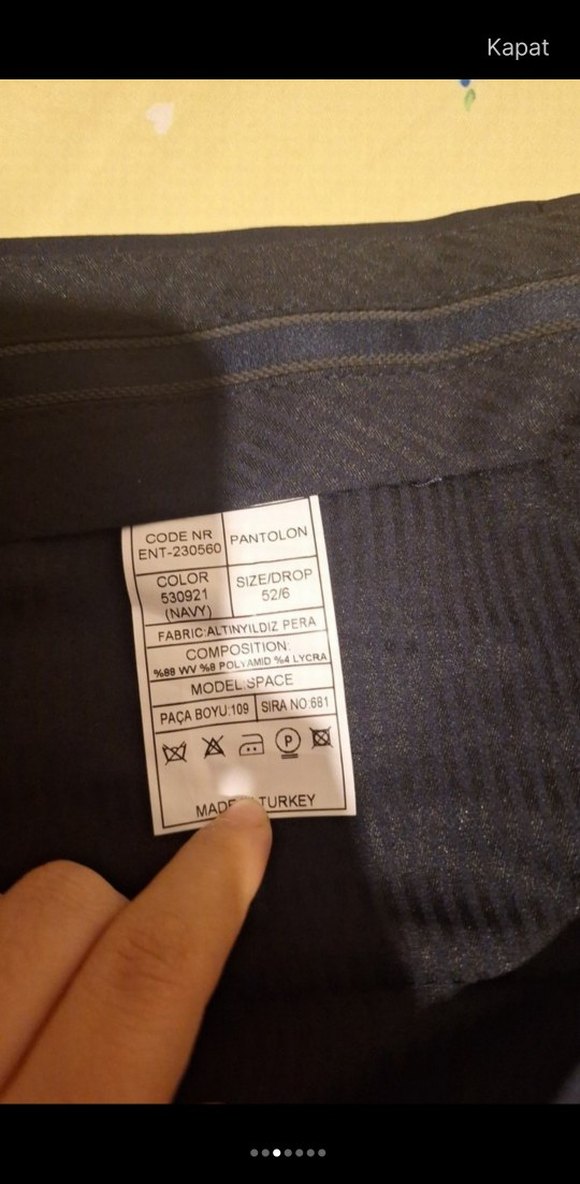 Kapat
CODE NR
ENT-230560
PANTOLON
COLOR
530921
(NAVY)
SIZE/DROP
52/6
FABRIC:ALTINYILDIZ PERA
COMPOSITION:
%88 WV %8 POLYAMID %4 LYCRA
MODEL:SPACE
PAÇA BOYU:109
SIRA NO:681
P
MADE TURKEY